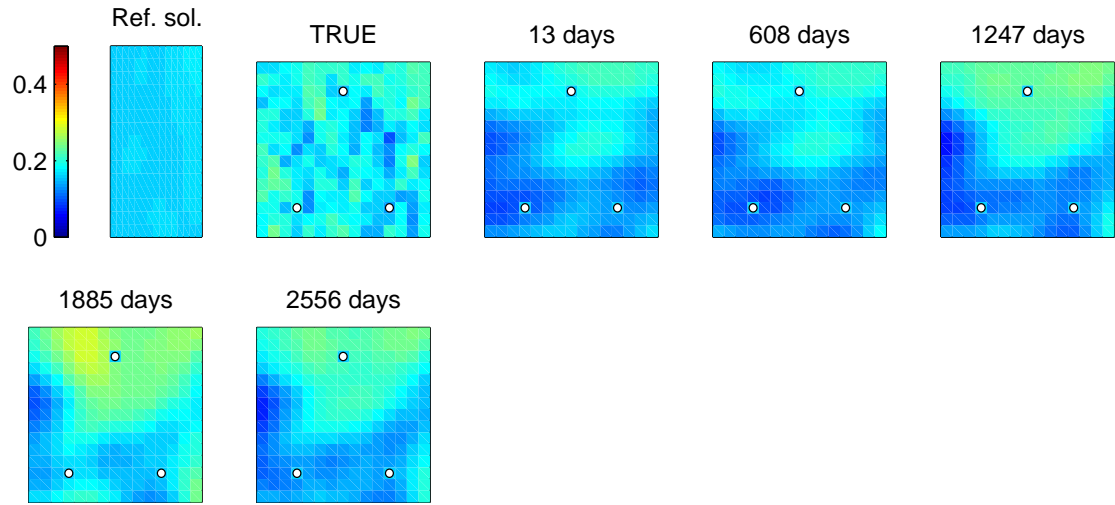 Ref. sol.
TRUE
13 days
608 days
1247 days
0.4
0.2
0
1885 days
2556 days